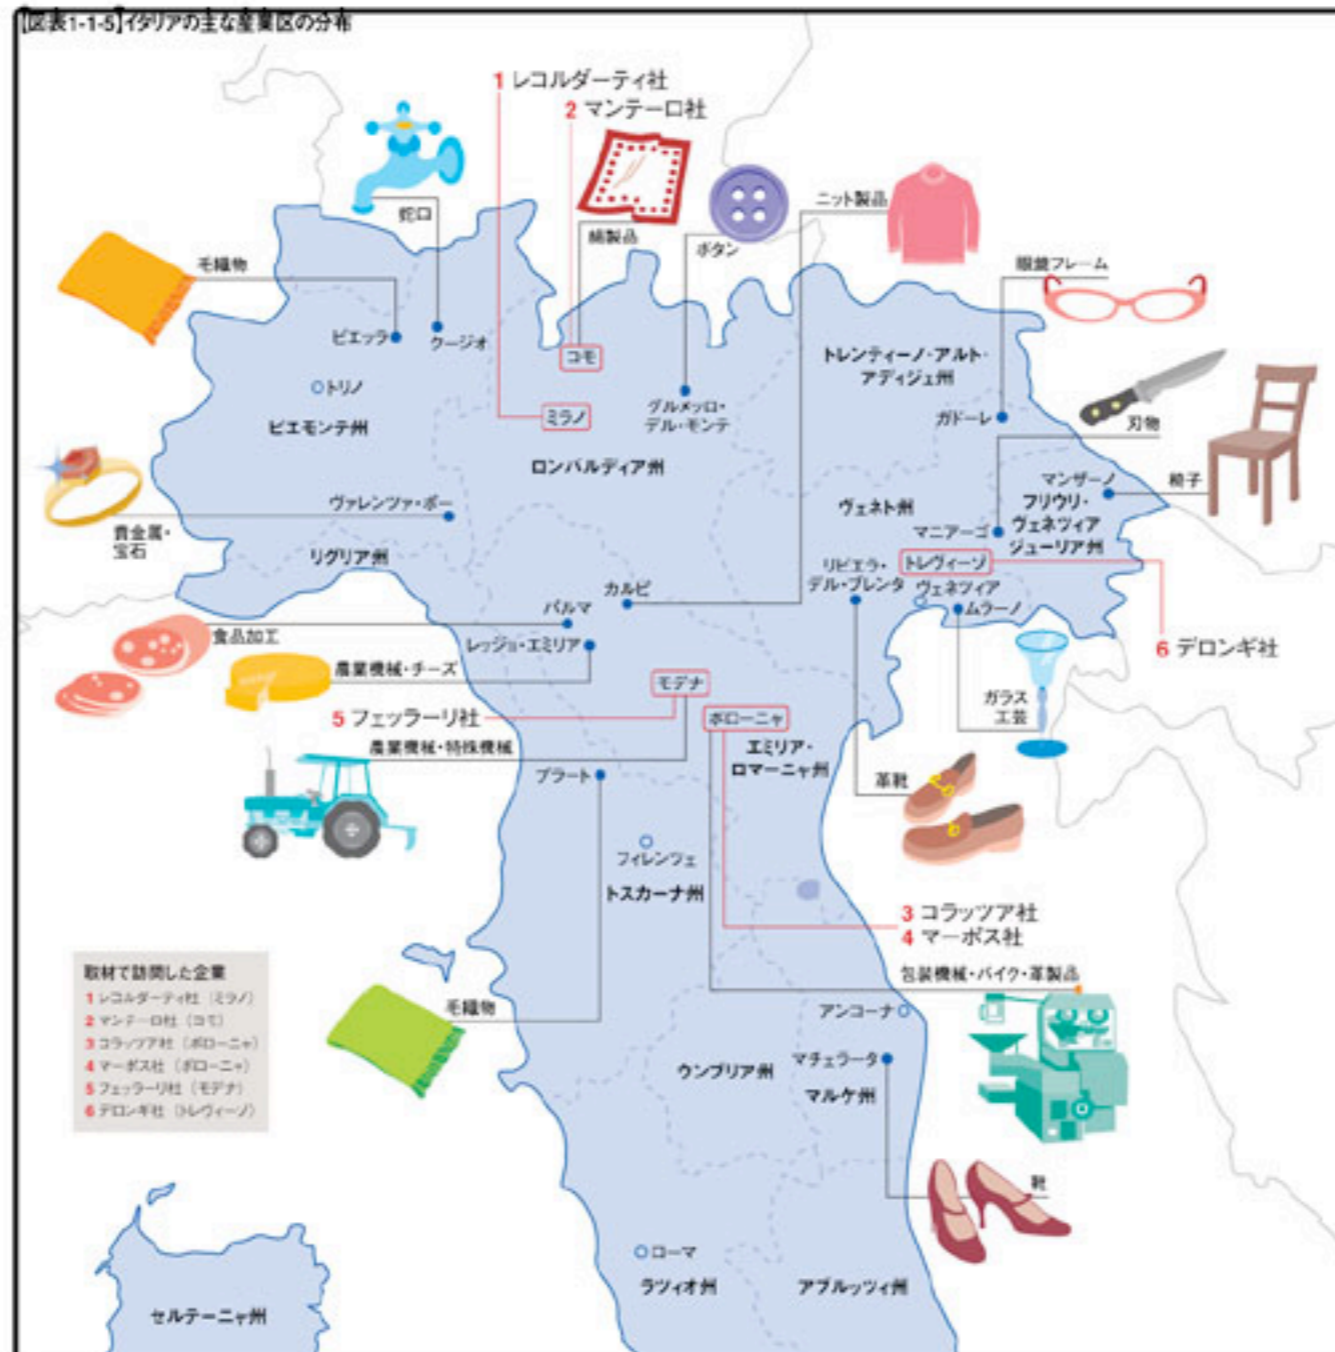 【図表1-1-5】イタリアの主な産業区の分布
1 レコルダーティ社
2 マンテーロ社
蛇口
絹製品
ボタン
ニット製品
眼鏡フレーム
毛織物
ビエッラ
クージオ
コモ
トリノ
ミラノ
グルメッロ・
デル・モンテ
トレンティーノ・アルト・
アディジェ州
ガドーレ
刃物
ピエモンテ州
ロンバルディア州
マンザーノ
椅子
ヴァレンツァ・ポー
ヴェネト州
マニアーゴ
フリウリ・
ヴェネツィア
ジューリア州
貴金属・
宝石
リグリア州
リビエラ・
デル・ブレンタ
トレヴィーゾ
ヴェネツィア
ムラーノ
カルピ
パルマ
食品加工
レッジョ・エミリア
農業機械・チーズ
6 デロンギ社
モデナ
5 フェッラーリ社
ボローニャ
ガラス
工芸
農業機械・特殊機械
エミリア・
ロマーニャ州
プラート
革靴
フィレンツェ
トスカーナ州
3 コラッツア社
4 マーポス社
包装機械・バイク・革製品
取材で訪問した企業
1 レコルダーティ社（ミラノ）
2 マンテーロ社（コモ）
3 コラッツア社（ボローニャ）
4 マーポス社（ボローニャ）
5 フェッラーリ社（モデナ）
6 デロンギ社（トレヴィーゾ）
毛織物
アンコーナ
ウンブリア州
マチェラータ
マルケ州
靴
ローマ
ラツィオ州
アブルッツィ州
セルテーニャ州